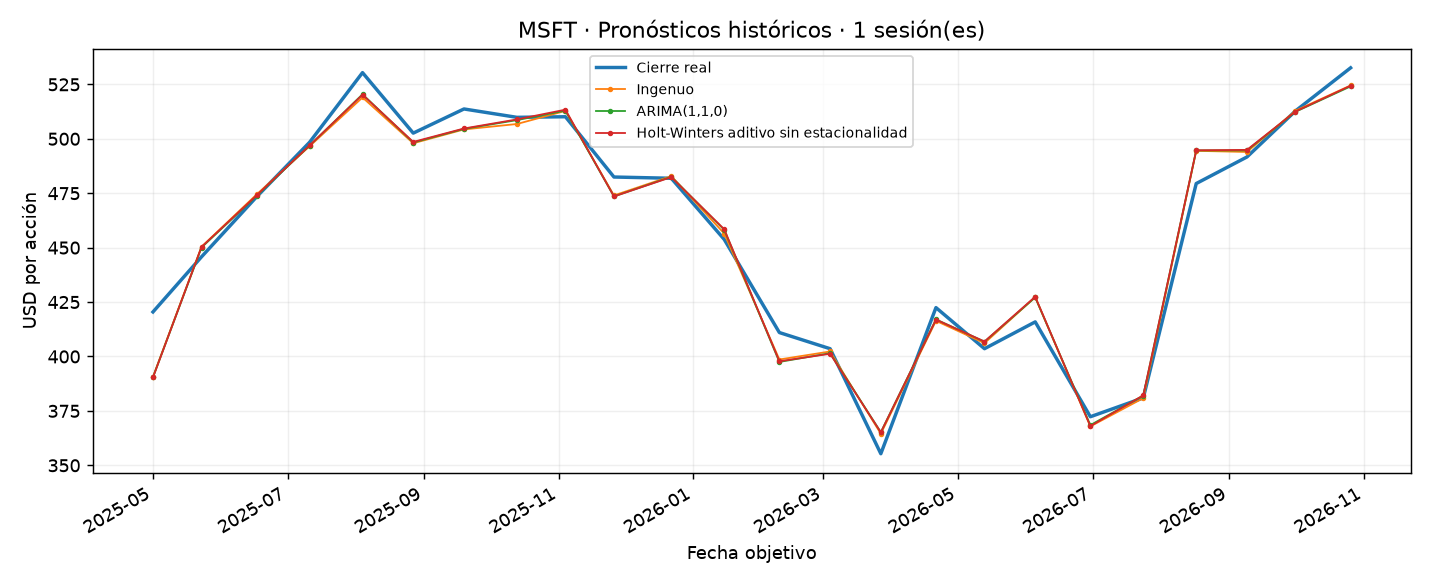 MSFT · Pronósticos históricos · 1 sesión(es)
Cierre real
Ingenuo
ARIMA(1,1,0)
Holt-Winters aditivo sin estacionalidad
USD por acción
525
500
475
450
425
400
375
350
2025-05
2025-07
2025-09
2025-11
2026-01
2026-03
2026-05
2026-07
2026-09
2026-11
Fecha objetivo